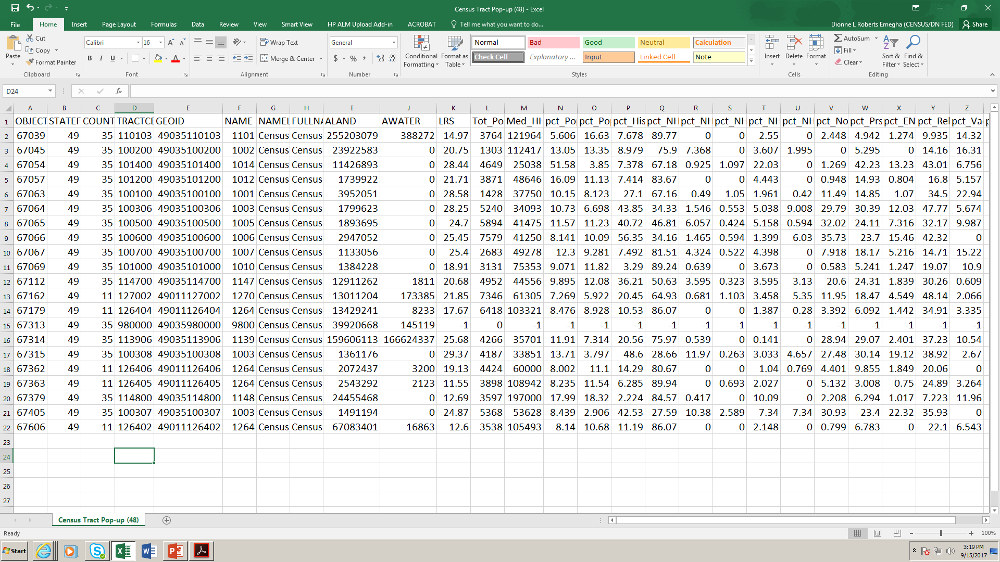 Census Tract Pop-up (48) - Excel
File Home Insert Page Layout Formulas Data Review View Smart View HP ALM Upload Add-in ACROBAT Tell me what you want to do... Dionne L Roberts Emegha (CENSUS/DN FED) Share
Paste Cut Copy Format Painter
Calibri 16 B I U
Wrap Text Merge & Center
General $ % ,
Conditional Formatting Format as Table
Normal Bad Good Neutral Calculation
Check Cell Explanatory ... Input Linked Cell Note
Insert Delete Format
AutoSum Fill Clear Sort & Filter Find & Select
Clipboard Font Alignment Number Styles Cells Editing
D24 fx
A B C D E F G H I J K L M N O P Q R S T U V W X Y Z
1 OBJECT STATEF COUNT TRACTCE GEOID NAME NAMEL FULLNA ALAND AWATER LRS Tot_Po Med_HH pct_Po pct_Po pct_His pct_NH pct_NH pct_NH pct_NH pct_NH pct_No pct_Prs pct_EN pct_Rel pct_Va p
2 67039 49 35 110103 49035110103 1101 Census Census 255203079 388272 14.97 3764 121964 5.606 16.63 7.678 89.77 0 0 2.55 0 2.448 4.942 1.274 9.935 14.32
3 67045 49 35 100200 49035100200 1002 Census Census 23922583 0 20.75 1303 112417 13.05 13.35 8.979 75.9 7.368 0 3.607 1.995 0 5.295 0 14.16 16.31
4 67054 49 35 101400 49035101400 1014 Census Census 11426893 0 28.44 4649 25038 51.58 3.85 7.378 67.18 0.925 1.097 22.03 0 1.269 42.23 13.23 43.01 6.756
5 67057 49 35 101200 49035101200 1012 Census Census 1739922 0 21.71 3871 48646 16.09 11.13 7.414 83.67 0 0 4.443 0 0.948 14.93 0.804 16.8 5.157
6 67063 49 35 100100 49035100100 1001 Census Census 3952051 0 28.58 1428 37750 10.15 8.123 27.1 67.16 0.49 1.05 1.961 0.42 11.49 14.85 1.07 34.5 22.94
7 67064 49 35 100306 49035100306 1003 Census Census 1799623 0 28.25 5240 34093 10.73 6.698 43.85 34.33 1.546 0.553 5.038 9.008 29.79 30.39 12.03 47.77 5.674
8 67065 49 35 100500 49035100500 1005 Census Census 1893695 0 24.7 5894 41475 11.57 11.23 40.72 46.81 6.057 0.424 5.158 0.594 32.02 24.11 7.316 32.17 9.987
9 67066 49 35 100600 49035100600 1006 Census Census 2947052 0 25.45 7579 41250 8.141 10.09 56.35 34.16 1.465 0.594 1.399 6.03 35.73 23.7 15.46 42.32 0
10 67067 49 35 100700 49035100700 1007 Census Census 1133056 0 25.4 2683 49278 12.3 9.281 7.492 81.51 4.324 0.522 4.398 0 7.918 18.17 5.216 14.71 15.22
11 67069 49 35 101000 49035101000 1010 Census Census 1384228 0 18.91 3131 75353 9.071 11.82 3.29 89.24 0.639 0 3.673 0 0.583 5.241 1.247 19.07 10.9
12 67112 49 35 114700 49035114700 1147 Census Census 12911262 1811 20.68 4952 44556 9.895 12.08 36.21 50.63 3.595 0.323 3.595 3.13 20.6 24.31 1.839 30.26 0.609
13 67162 49 11 127002 49011127002 1270 Census Census 13011204 173385 21.85 7346 61305 7.269 5.922 20.45 64.93 0.681 1.103 3.458 5.35 11.95 18.47 4.549 48.14 2.066
14 67179 49 11 126404 49011126404 1264 Census Census 13429241 8233 17.67 6418 103321 8.476 8.928 10.53 86.07 0 0 1.387 0.28 3.392 6.092 1.442 34.91 3.335
15 67313 49 35 980000 49035980000 9800 Census Census 39920668 145119 -1 0 -1 -1 -1 -1 -1 -1 -1 -1 -1 -1 -1 -1 -1 -1
16 67314 49 35 113906 49035113906 1139 Census Census 159606113 166624337 25.68 4266 35701 11.91 7.314 20.56 75.97 0.539 0 0.141 0 28.94 29.07 2.401 37.23 10.54
17 67315 49 35 100308 49035100308 1003 Census Census 1361176 0 29.37 4187 33851 13.71 3.797 48.6 28.66 11.97 0.263 3.033 4.657 27.48 30.14 19.12 38.92 2.67
18 67362 49 11 126406 49011126406 1264 Census Census 2072437 3200 19.13 4424 60000 8.002 11.1 14.29 80.67 0 0 1.04 0.769 4.401 9.855 1.849 20.06 0
19 67363 49 11 126405 49011126405 1264 Census Census 2543292 2123 11.55 3898 108942 8.235 11.54 6.285 89.94 0 0.693 2.027 0 5.132 3.008 0.75 24.89 3.264
20 67379 49 35 114800 49035114800 1148 Census Census 24455468 0 12.69 3597 197000 17.99 18.32 2.224 84.57 0.417 0 10.09 0 2.208 6.294 1.017 7.223 11.96
21 67405 49 35 100307 49035100307 1003 Census Census 1491194 0 24.87 5368 53628 8.439 2.906 42.53 27.59 10.38 2.589 7.34 7.34 30.93 23.4 22.32 35.93 0
22 67606 49 11 126402 49011126402 1264 Census Census 67083401 16863 12.6 3538 105493 8.14 10.68 11.19 86.07 0 0 2.148 0 0.799 6.783 0 22.1 6.543
23
24
25
26
27
Census Tract Pop-up (48)
Ready 100%
Start 3:19 PM
9/15/2017